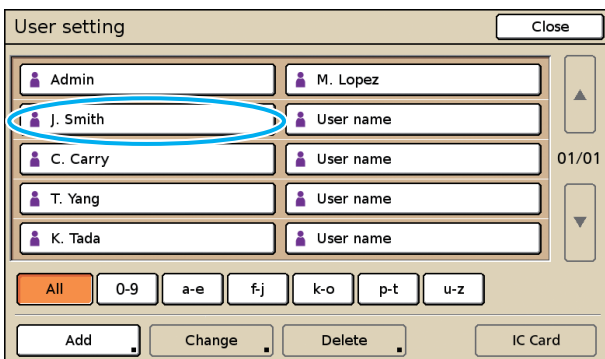 User setting Close
Admin M. Lopez
J. Smith User name
C. Carry User name
01/01
T. Yang User name
K. Tada User name
All 0-9 a-e f-j k-o p-t u-z
Add Change Delete IC Card